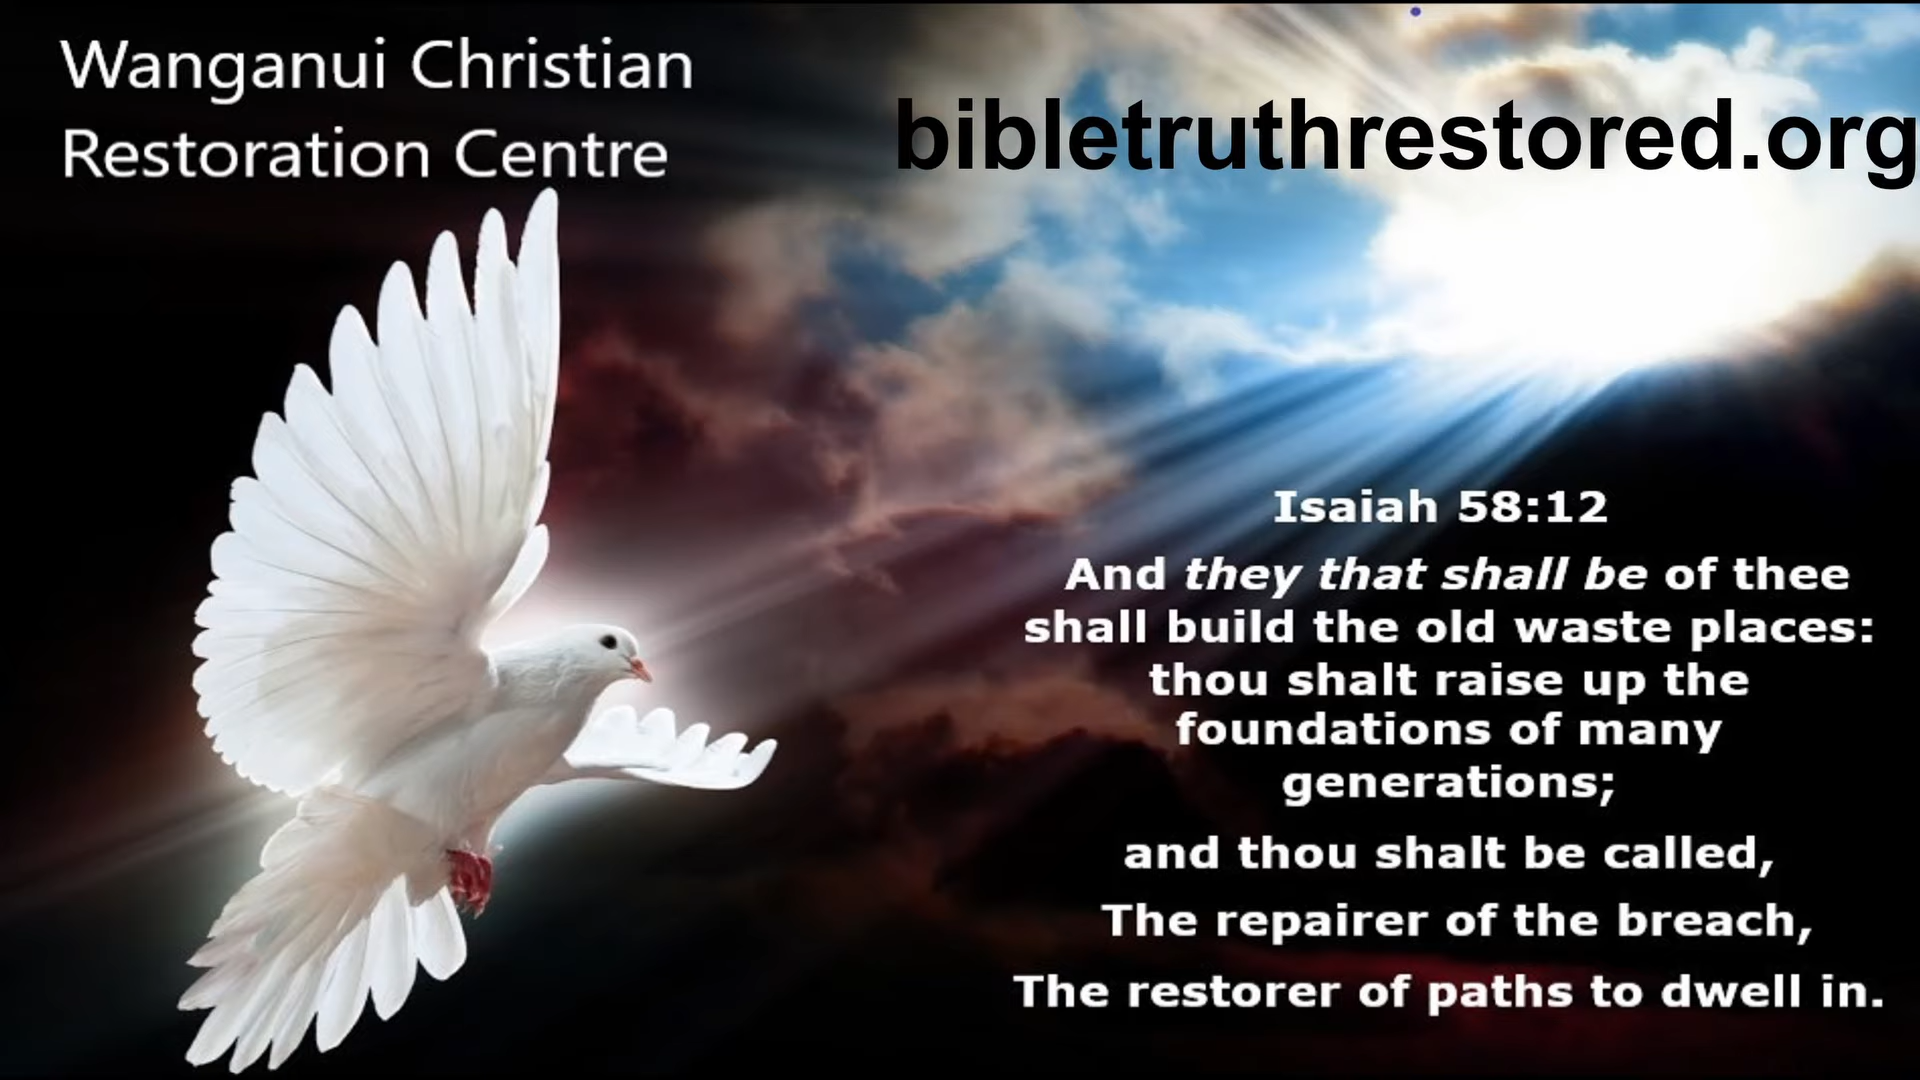 Wanganui Christian
Restoration Centre
bibletruthrestored.org
Isaiah 58:12
And they that shall be of thee
shall build the old waste places:
thou shalt raise up the
foundations of many
generations;
and thou shalt be called,
The repairer of the breach,
The restorer of paths to dwell in.